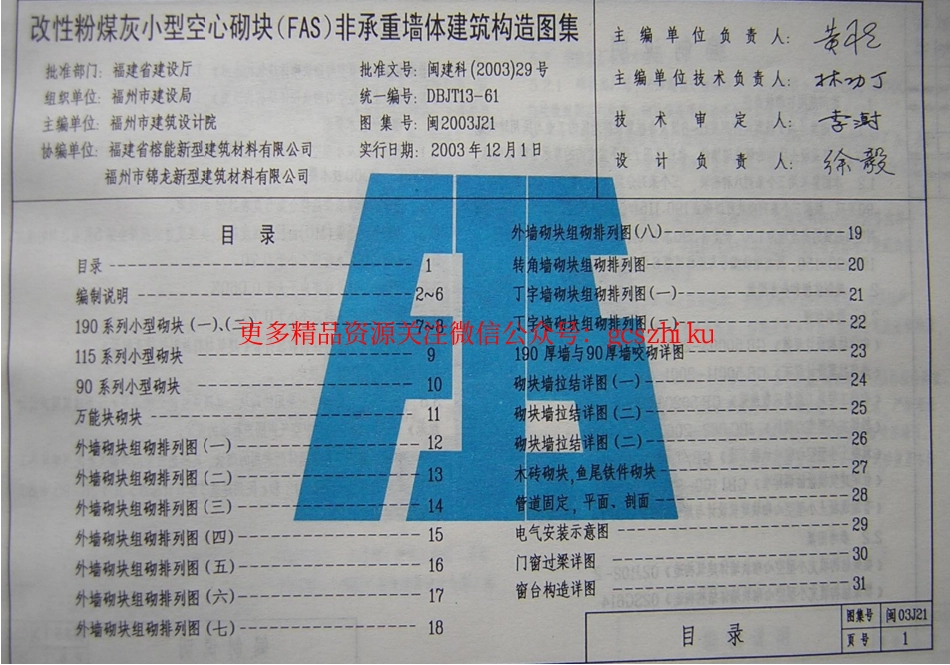 改性粉煤灰小型空心砌块(FAS)非承重墙体建筑构造图集
批准部门: 福建省建设厅
组织单位: 福州市建设局
主编单位: 福州市建筑设计院
协编单位: 福建省榕能新型建筑材料有限公司
福州市锦龙新型建筑材料有限公司
批准文号: 闽建科(2003)29号
统一编号: DBJT13-61
图集号: 闽2003J21
实行日期: 2003年12月1日
主编单位负责人:
主编单位技术负责人: 林功丁
技术审定人: 李澍
设计负责人: 徐毅
目录
目录 1
编制说明 2~6
190系列小型砌块(一)、(二) 7~8
115系列小型砌块 9
90系列小型砌块 10
万能块砌块 11
外墙砌块组砌排列图(一) 12
外墙砌块组砌排列图(二) 13
外墙砌块组砌排列图(三) 14
外墙砌块组砌排列图(四) 15
外墙砌块组砌排列图(五) 16
外墙砌块组砌排列图(六) 17
外墙砌块组砌排列图(七) 18
外墙砌块组砌排列图(八) 19
转角墙砌块组砌排列图 20
丁字墙砌块组砌排列图(一) 21
丁字墙砌块组砌排列图(二) 22
190厚墙与90厚墙咬砌详图 23
砌块墙拉结详图(一) 24
砌块墙拉结详图(二) 25
砌块墙拉结详图(二) 26
木砖砌块,鱼尾铁件砌块 27
管道固定,平面、剖面 28
电气安装示意图 29
门窗过梁详图 30
窗台构造详图 31
更多精品资源关注微信公众号:gcszhiku
目录
图集号 闽03J21
页号 1